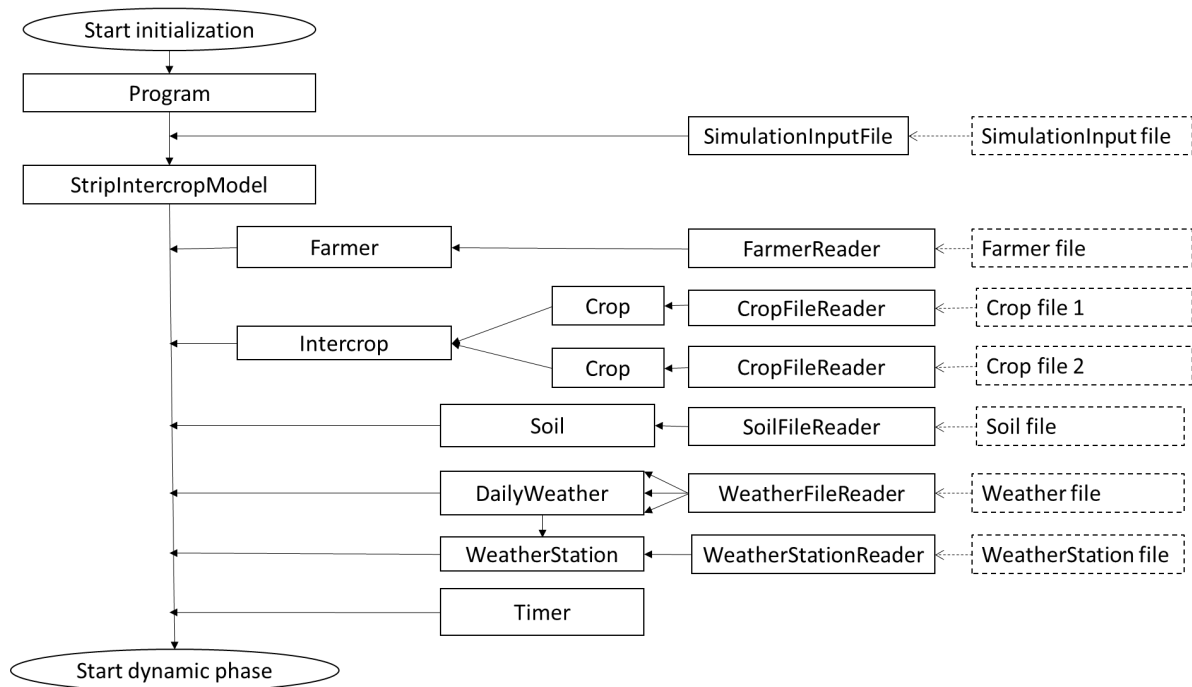 Start initialization
Program
SimulationInputFile
SimulationInput file
StripIntercropModel
Farmer
FarmerReader
Farmer file
Crop
CropFileReader
Crop file 1
Intercrop
Crop
CropFileReader
Crop file 2
Soil
SoilFileReader
Soil file
DailyWeather
WeatherFileReader
Weather file
WeatherStation
WeatherStationReader
WeatherStation file
Timer
Start dynamic phase